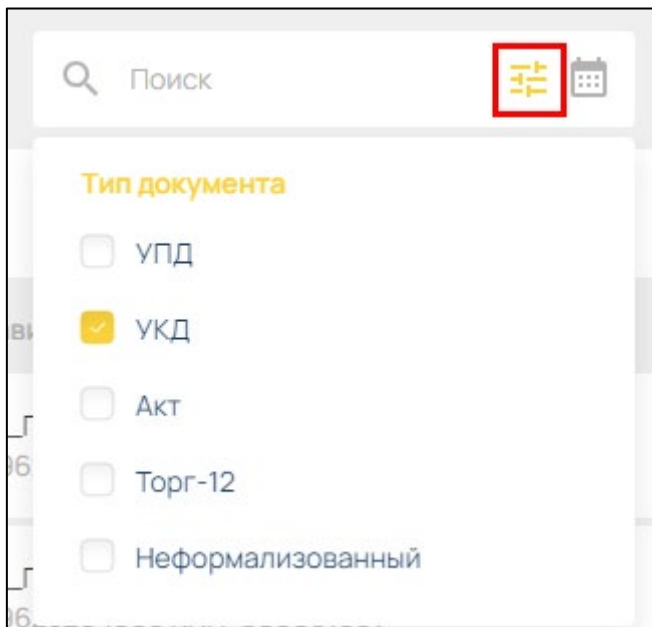 Поиск
Тип документа
УПД
УКД
Акт
Торг-12
Неформализованный